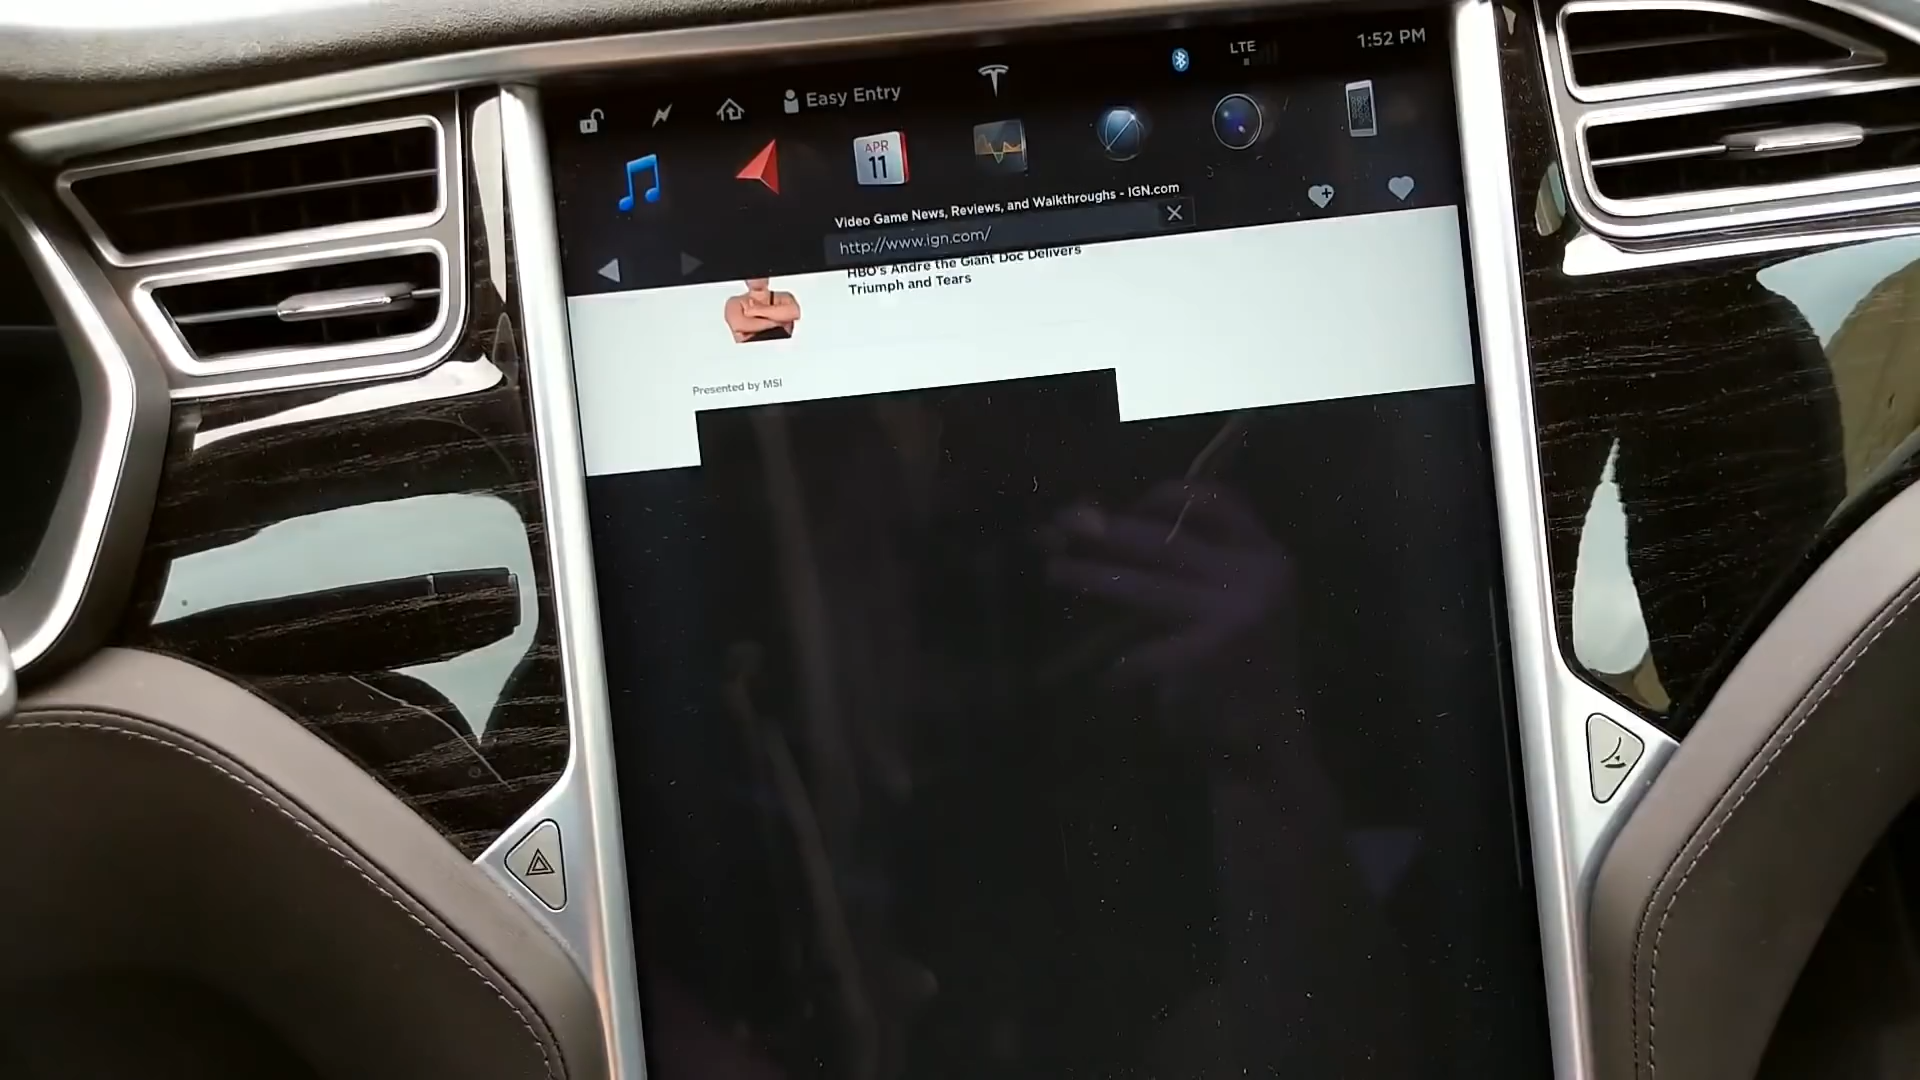 LTE
1:52 PM
Easy Entry
APR
11
Video Game News, Reviews, and Walkthroughs - IGN.com
http://www.ign.com/
HBO's Andre the Giant Doc Delivers
Triumph and Tears
Presented by MSI